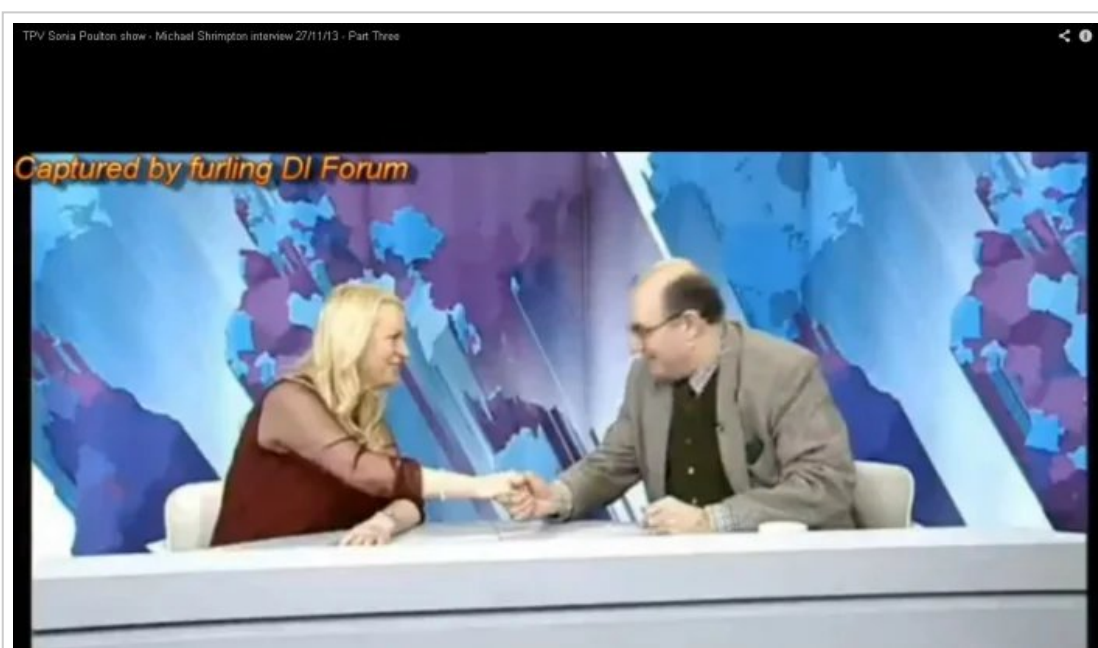 TPV Sonia Poulton show - Michael Shrimpton interview 27/11/13 - Part Three
Captured by furling DI Forum